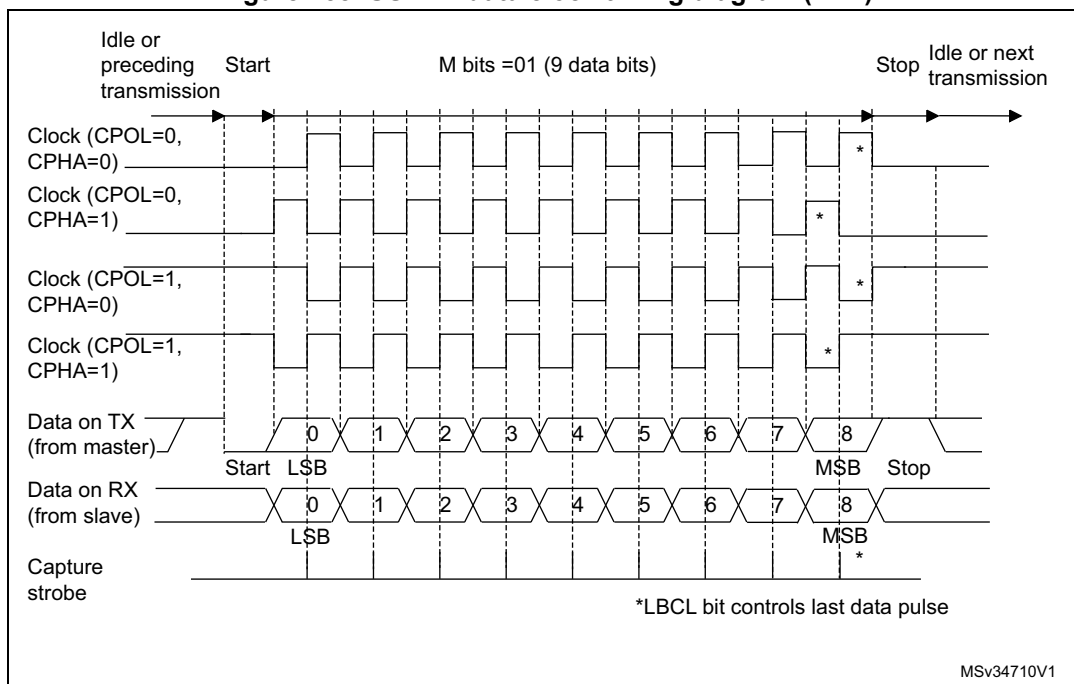 Idle or
preceding
transmission
Start
M bits =01 (9 data bits)
Stop
Idle or next
transmission
Clock (CPOL=0,
CPHA=0)
*
Clock (CPOL=0,
CPHA=1)
*
Clock (CPOL=1,
CPHA=0)
*
Clock (CPOL=1,
CPHA=1)
*
Data on TX
(from master)
0 1 2 3 4 5 6 7 8
Start LSB MSB Stop
Data on RX
(from slave)
0 1 2 3 4 5 6 7 8
LSB MSB
Capture
strobe
*
*LBCL bit controls last data pulse
MSv34710V1